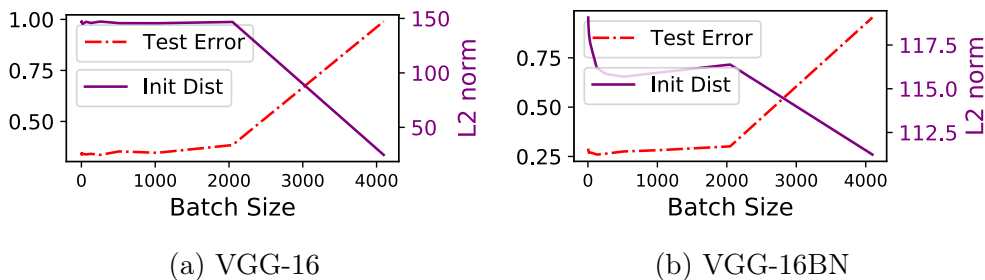 1.00
0.75
0.50
Test Error
Init Dist
150
100
50
L2 norm
0 1000 2000 3000 4000
Batch Size
(a) VGG-16
0.75
0.50
0.25
Test Error
Init Dist
117.5
115.0
112.5
L2 norm
0 1000 2000 3000 4000
Batch Size
(b) VGG-16BN